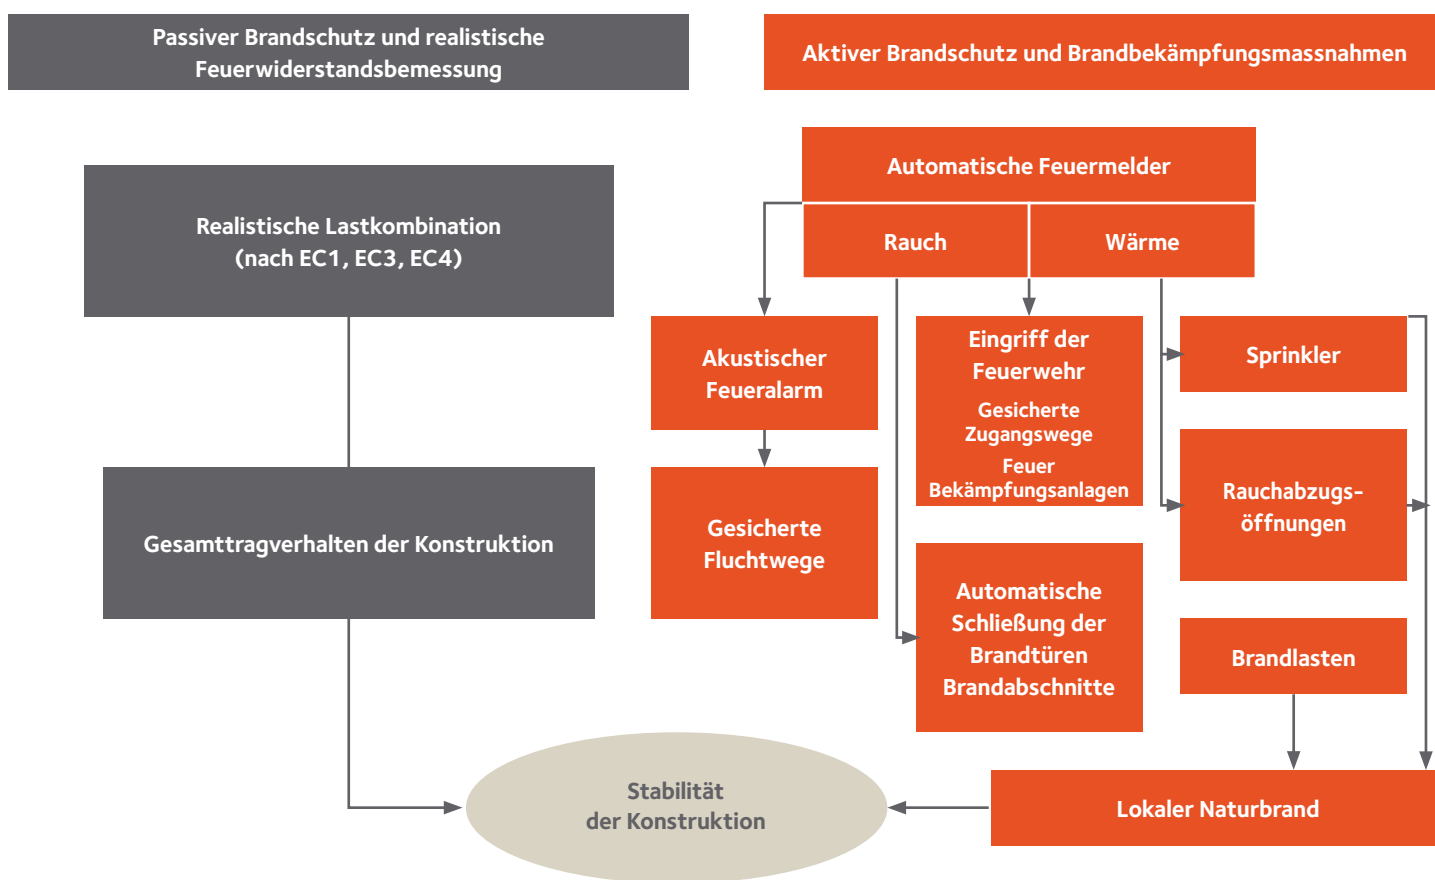 Passiver Brandschutz und realistische
Feuerwiderstandsbemessung
Aktiver Brandschutz und Brandbekämpfungsmassnahmen
Realistische Lastkombination
(nach EC1, EC3, EC4)
Gesamttragverhalten der Konstruktion
Automatische Feuermelder
Rauch
Wärme
Akustischer
Feueralarm
Gesicherte
Fluchtwege
Eingriff der
Feuerwehr
Gesicherte
Zugangswege
Feuer
Bekämpfungsanlagen
Automatische
Schließung der
Brandtüren
Brandabschnitte
Sprinkler
Rauchabzugs-
öffnungen
Brandlasten
Lokaler Naturbrand
Stabilität
der Konstruktion